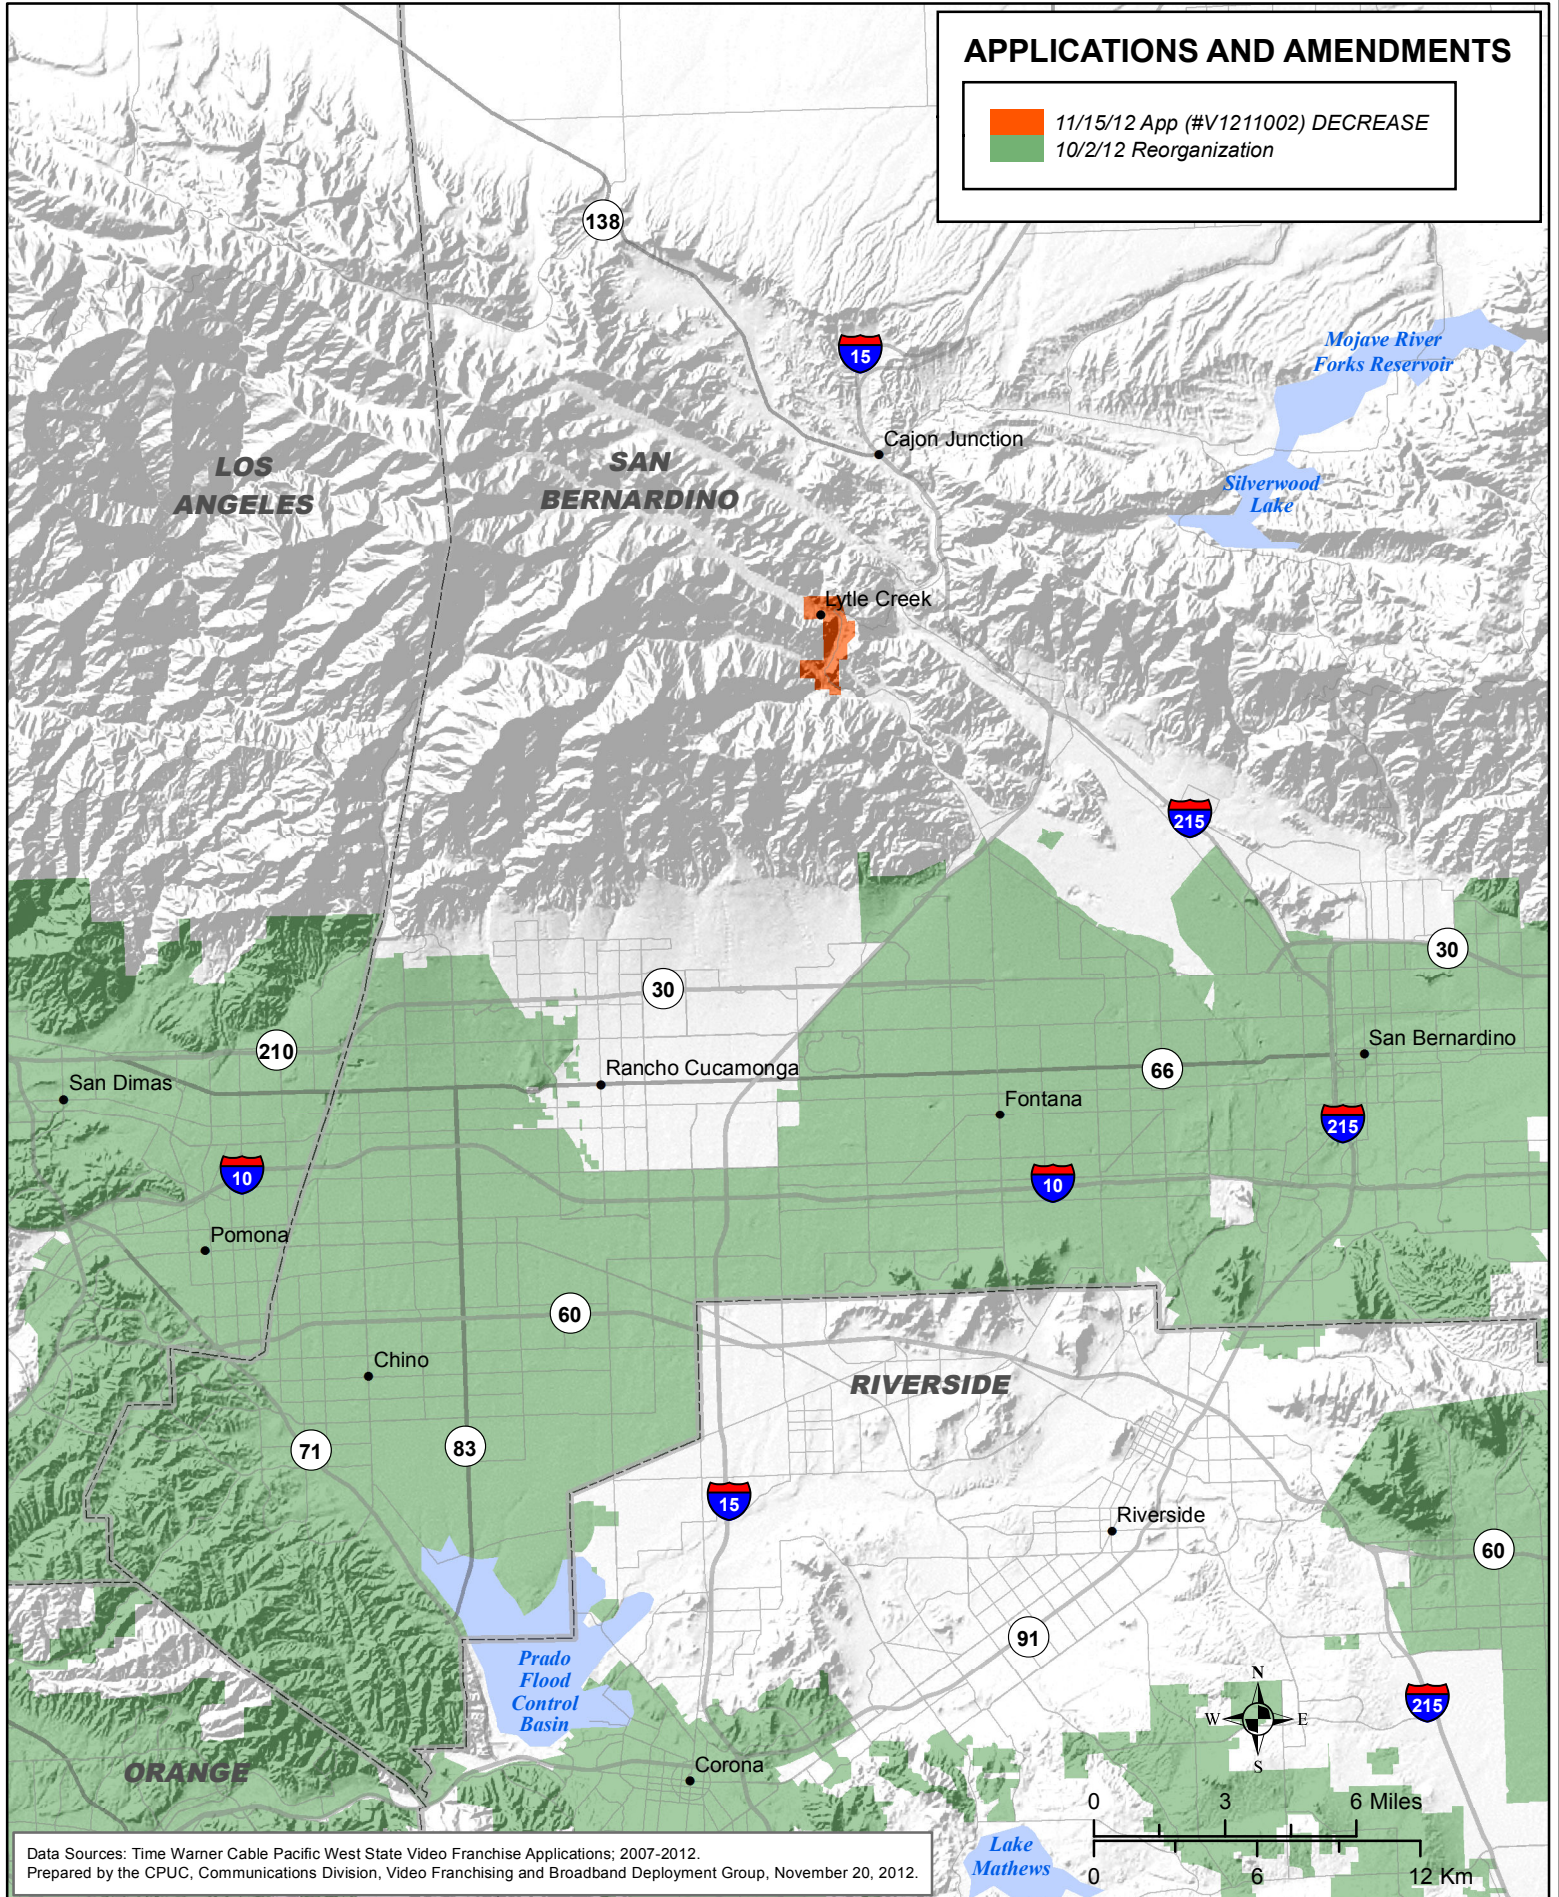 APPLICATIONS AND AMENDMENTS
11/15/12 App (#V1211002) DECREASE
10/2/12 Reorganization
138
15
Mojave River
Forks Reservoir
Cajon Junction
LOS
ANGELES
SAN
BERNARDINO
Silverwood
Lake
Lytle Creek
215
30
30
210
San Bernardino
Rancho Cucamonga
66
San Dimas
Fontana
215
10
10
Pomona
60
Chino
RIVERSIDE
71
83
15
Riverside
60
91
Prado
Flood
Control
Basin
N
W
E
S
215
ORANGE
Corona
0
3
6 Miles
0
6
12 Km
Lake
Mathews
Data Sources: Time Warner Cable Pacific West State Video Franchise Applications; 2007-2012.
Prepared by the CPUC, Communications Division, Video Franchising and Broadband Deployment Group, November 20, 2012.